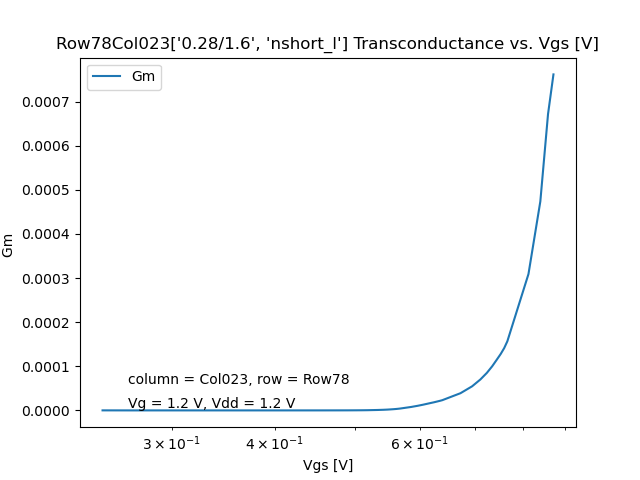 Row78Col023['0.28/1.6', 'nshort_l'] Transconductance vs. Vgs [V]
Gm
0.0007
0.0006
0.0005
0.0004
0.0003
0.0002
0.0001
0.0000
Gm
column = Col023, row = Row78
Vg = 1.2 V, Vdd = 1.2 V
3 × 10⁻¹
4 × 10⁻¹
6 × 10⁻¹
Vgs [V]